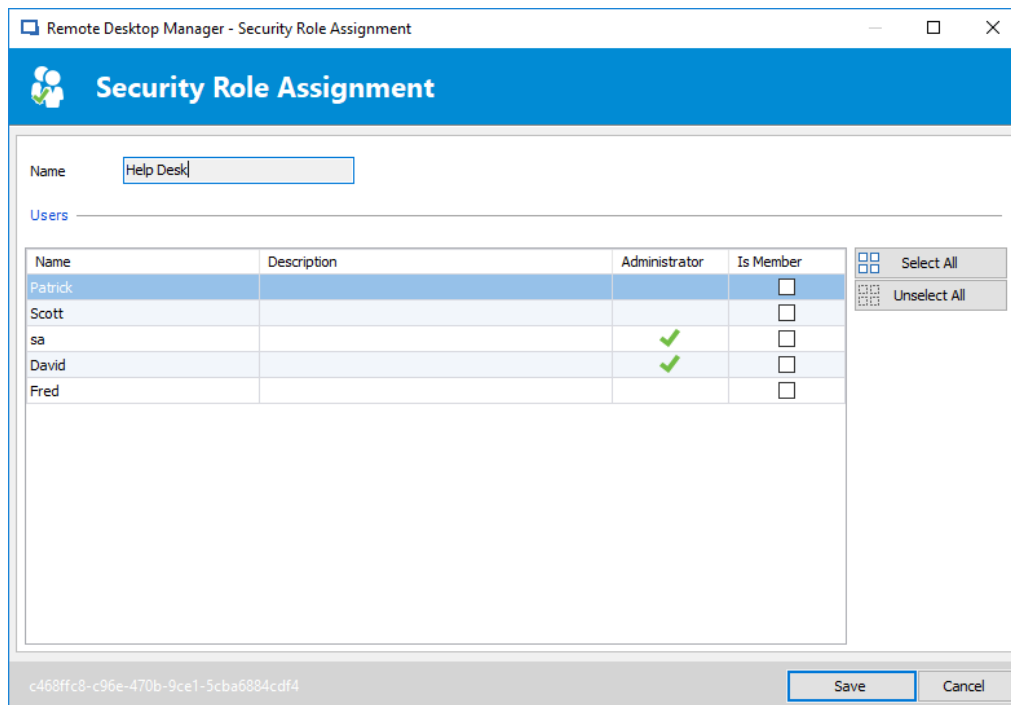 Remote Desktop Manager - Security Role Assignment
Security Role Assignment
Name Help Desk
Users
Name Description Administrator Is Member
Select All
Patrick
Unselect All
Scott
sa
David
Fred
c468ffc8-c96e-470b-9ce1-5cba6884cdf4
Save Cancel